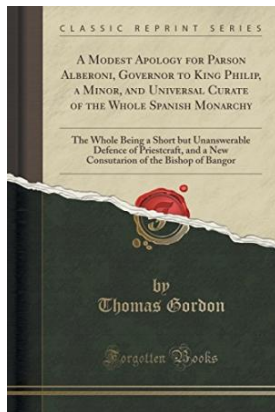 CLASSIC REPRINT SERIES
A MODEST APOLOGY FOR PARSON
ALBERONI, GOVERNOR TO KING PHILIP,
A MINOR, AND UNIVERSAL CURATE
OF THE WHOLE SPANISH MONARCHY
The Whole Being a Short but Unanswerable
Defence of Priestcraft, and a New
Consutarion of the Bishop of Bangor
by
Thomas Gordon
Forgotten Books